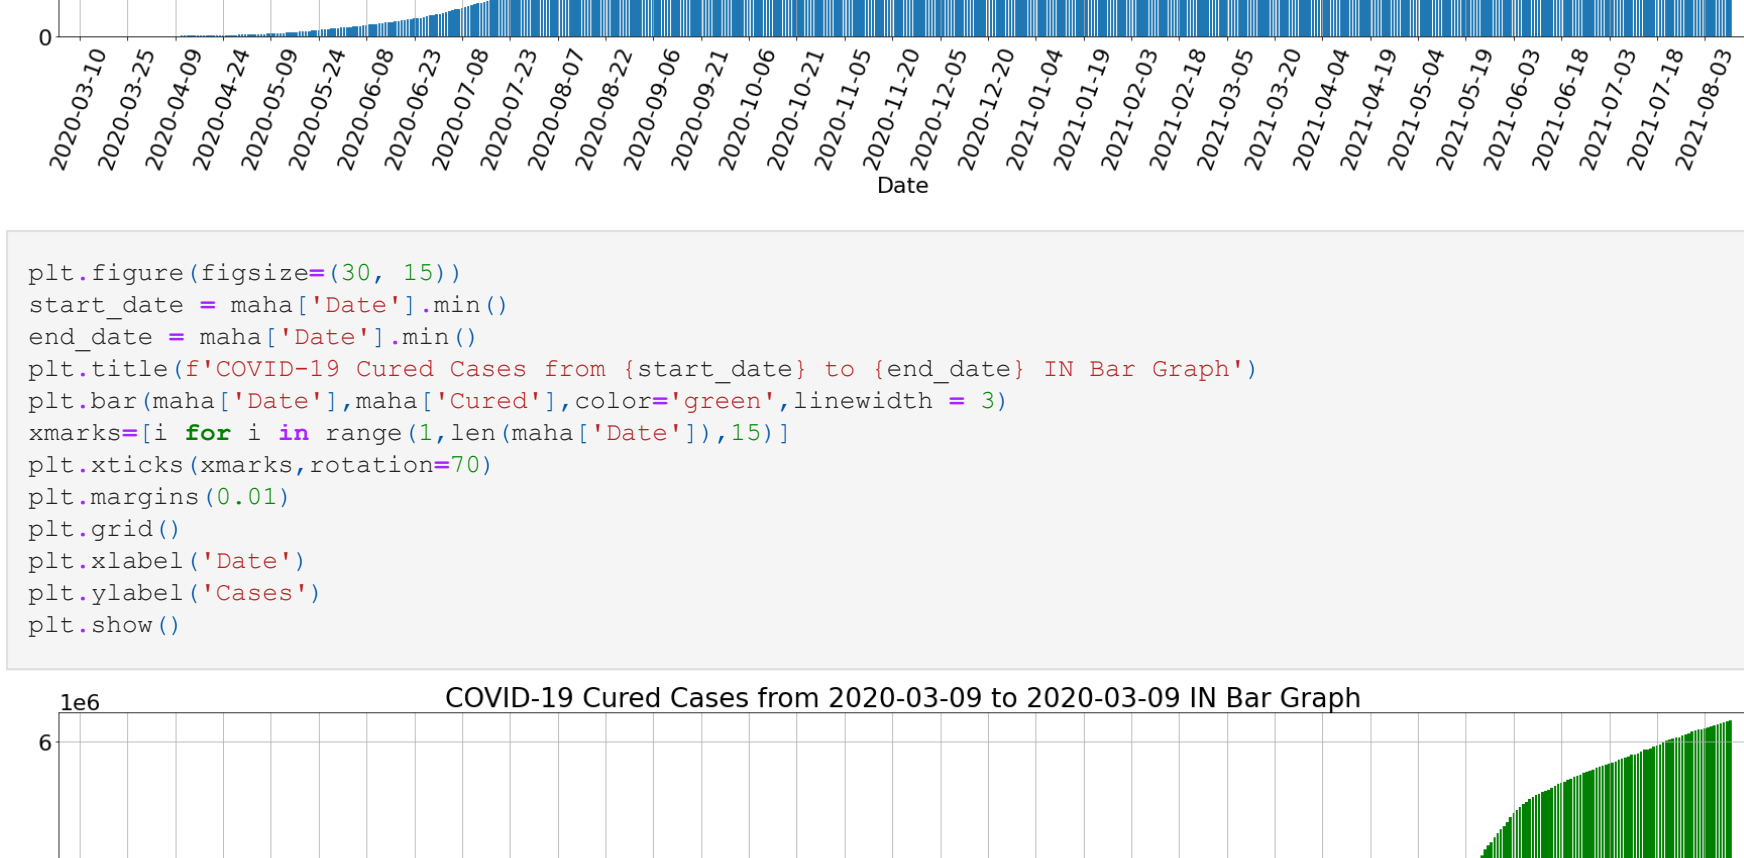 0
2020-03-10 2020-03-25 2020-04-09 2020-04-24 2020-05-09 2020-05-24 2020-06-08 2020-06-23 2020-07-08 2020-07-23 2020-08-07 2020-08-22 2020-09-06 2020-09-21 2020-10-06 2020-10-21 2020-11-05 2020-11-20 2020-12-05 2020-12-20 2021-01-04 2021-01-19 2021-02-03 2021-02-18 2021-03-05 2021-03-20 2021-04-04 2021-04-19 2021-05-04 2021-05-19 2021-06-03 2021-06-18 2021-07-03 2021-07-18 2021-08-03
Date
plt.figure(figsize=(30, 15))
start_date = maha['Date'].min()
end_date = maha['Date'].min()
plt.title(f'COVID-19 Cured Cases from {start_date} to {end_date} IN Bar Graph')
plt.bar(maha['Date'],maha['Cured'],color='green',linewidth = 3)
xmarks=[i for i in range(1,len(maha['Date']),15)]
plt.xticks(xmarks,rotation=70)
plt.margins(0.01)
plt.grid()
plt.xlabel('Date')
plt.ylabel('Cases')
plt.show()
COVID-19 Cured Cases from 2020-03-09 to 2020-03-09 IN Bar Graph
1e6
6